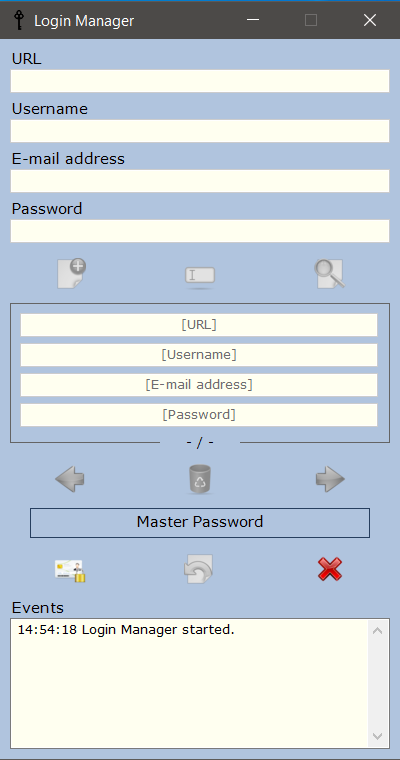 Login Manager
URL
Username
E-mail address
Password
[URL]
[Username]
[E-mail address]
[Password]
- / -
Master Password
Events
14:54:18 Login Manager started.